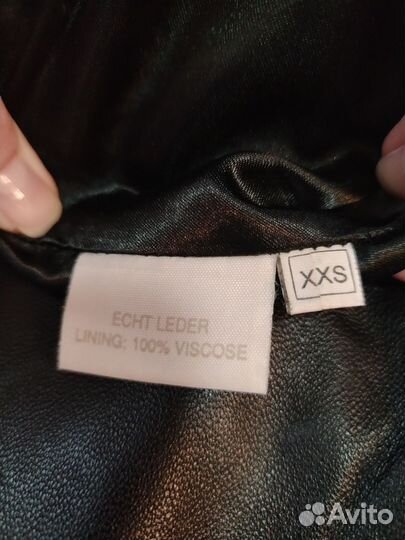 ECHT LEDER
LINING: 100% VISCOSE
XXS
Avito